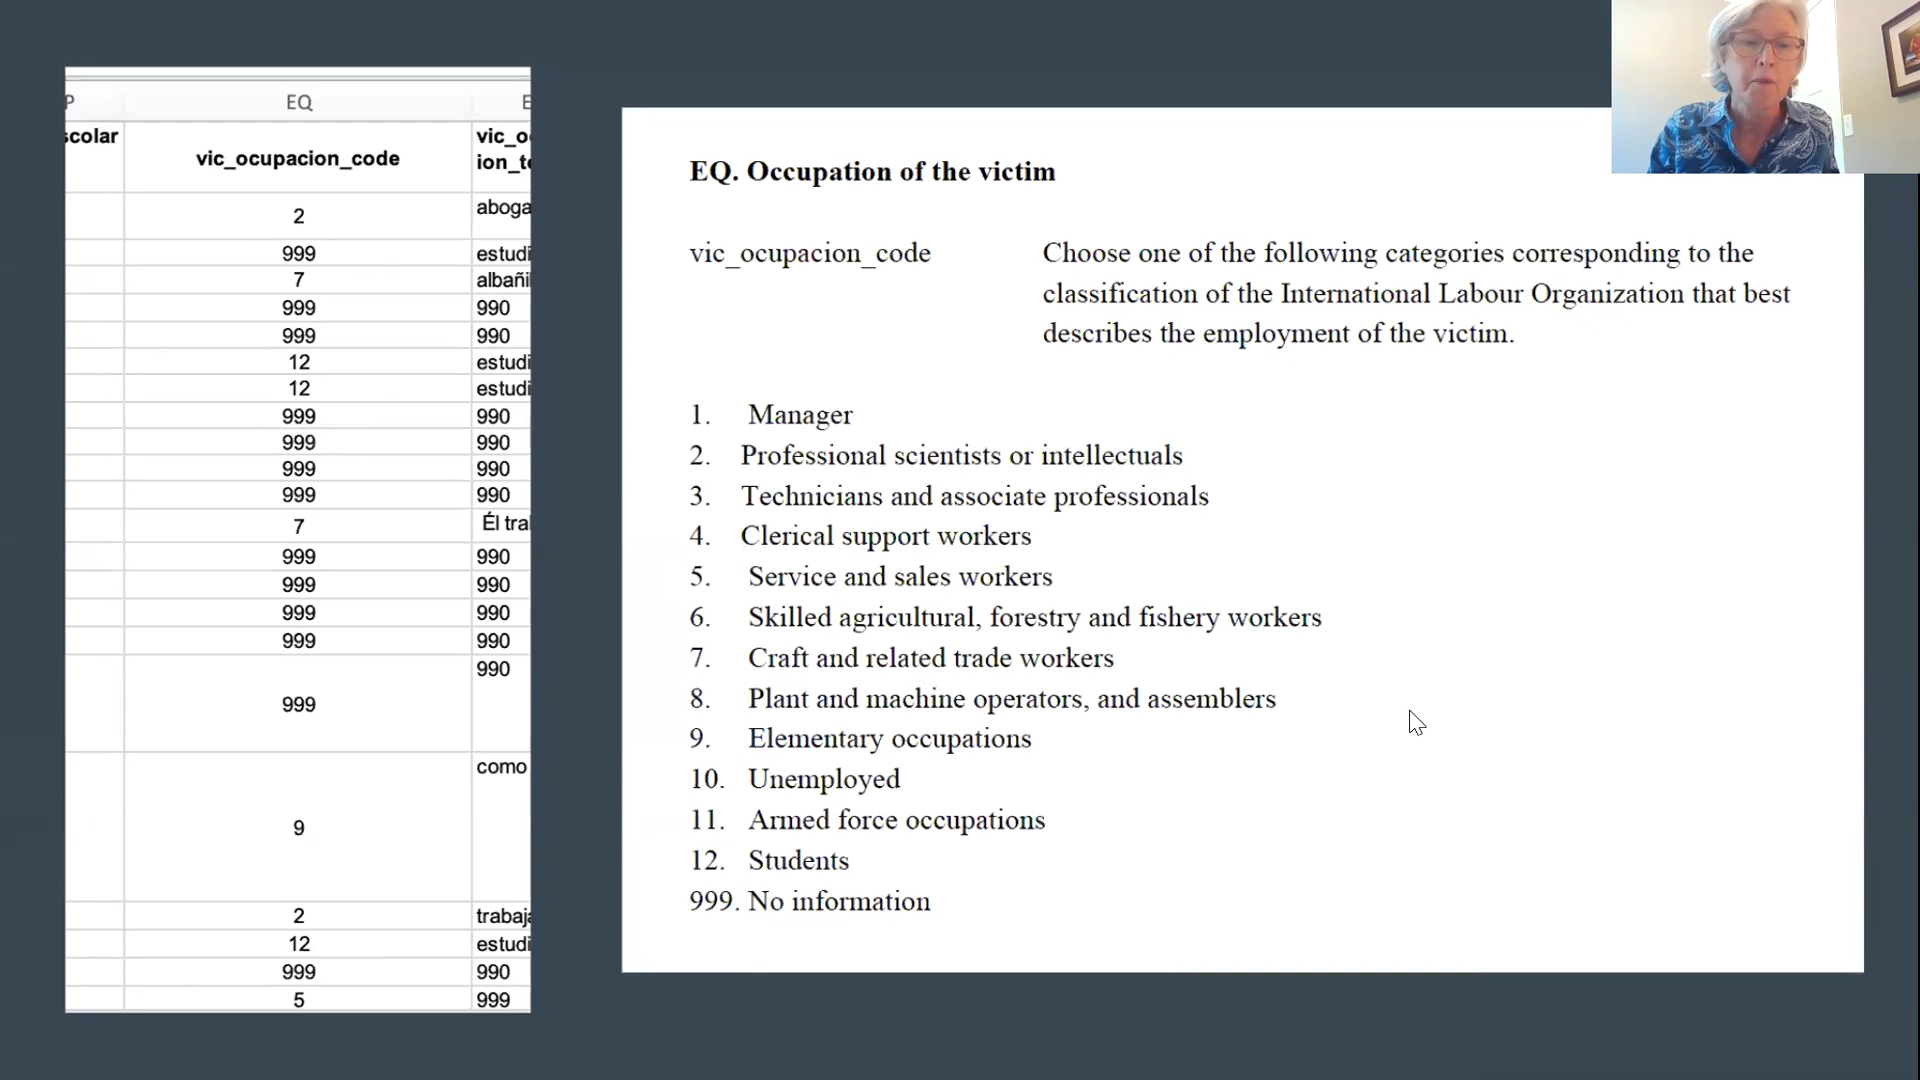 P EQ E
scolar vic_ocupacion_code vic_o
ion_te
2 aboga
999 estudi
7 albañil
999 990
999 990
12 estudi
12 estudi
999 990
999 990
999 990
999 990
7 Él tra
999 990
999 990
999 990
999 990
999 990
9 como
2 trabaja
12 estudi
999 990
5 999
EQ. Occupation of the victim
vic_ocupacion_code Choose one of the following categories corresponding to the
classification of the International Labour Organization that best
describes the employment of the victim.
1. Manager
2. Professional scientists or intellectuals
3. Technicians and associate professionals
4. Clerical support workers
5. Service and sales workers
6. Skilled agricultural, forestry and fishery workers
7. Craft and related trade workers
8. Plant and machine operators, and assemblers
9. Elementary occupations
10. Unemployed
11. Armed force occupations
12. Students
999. No information